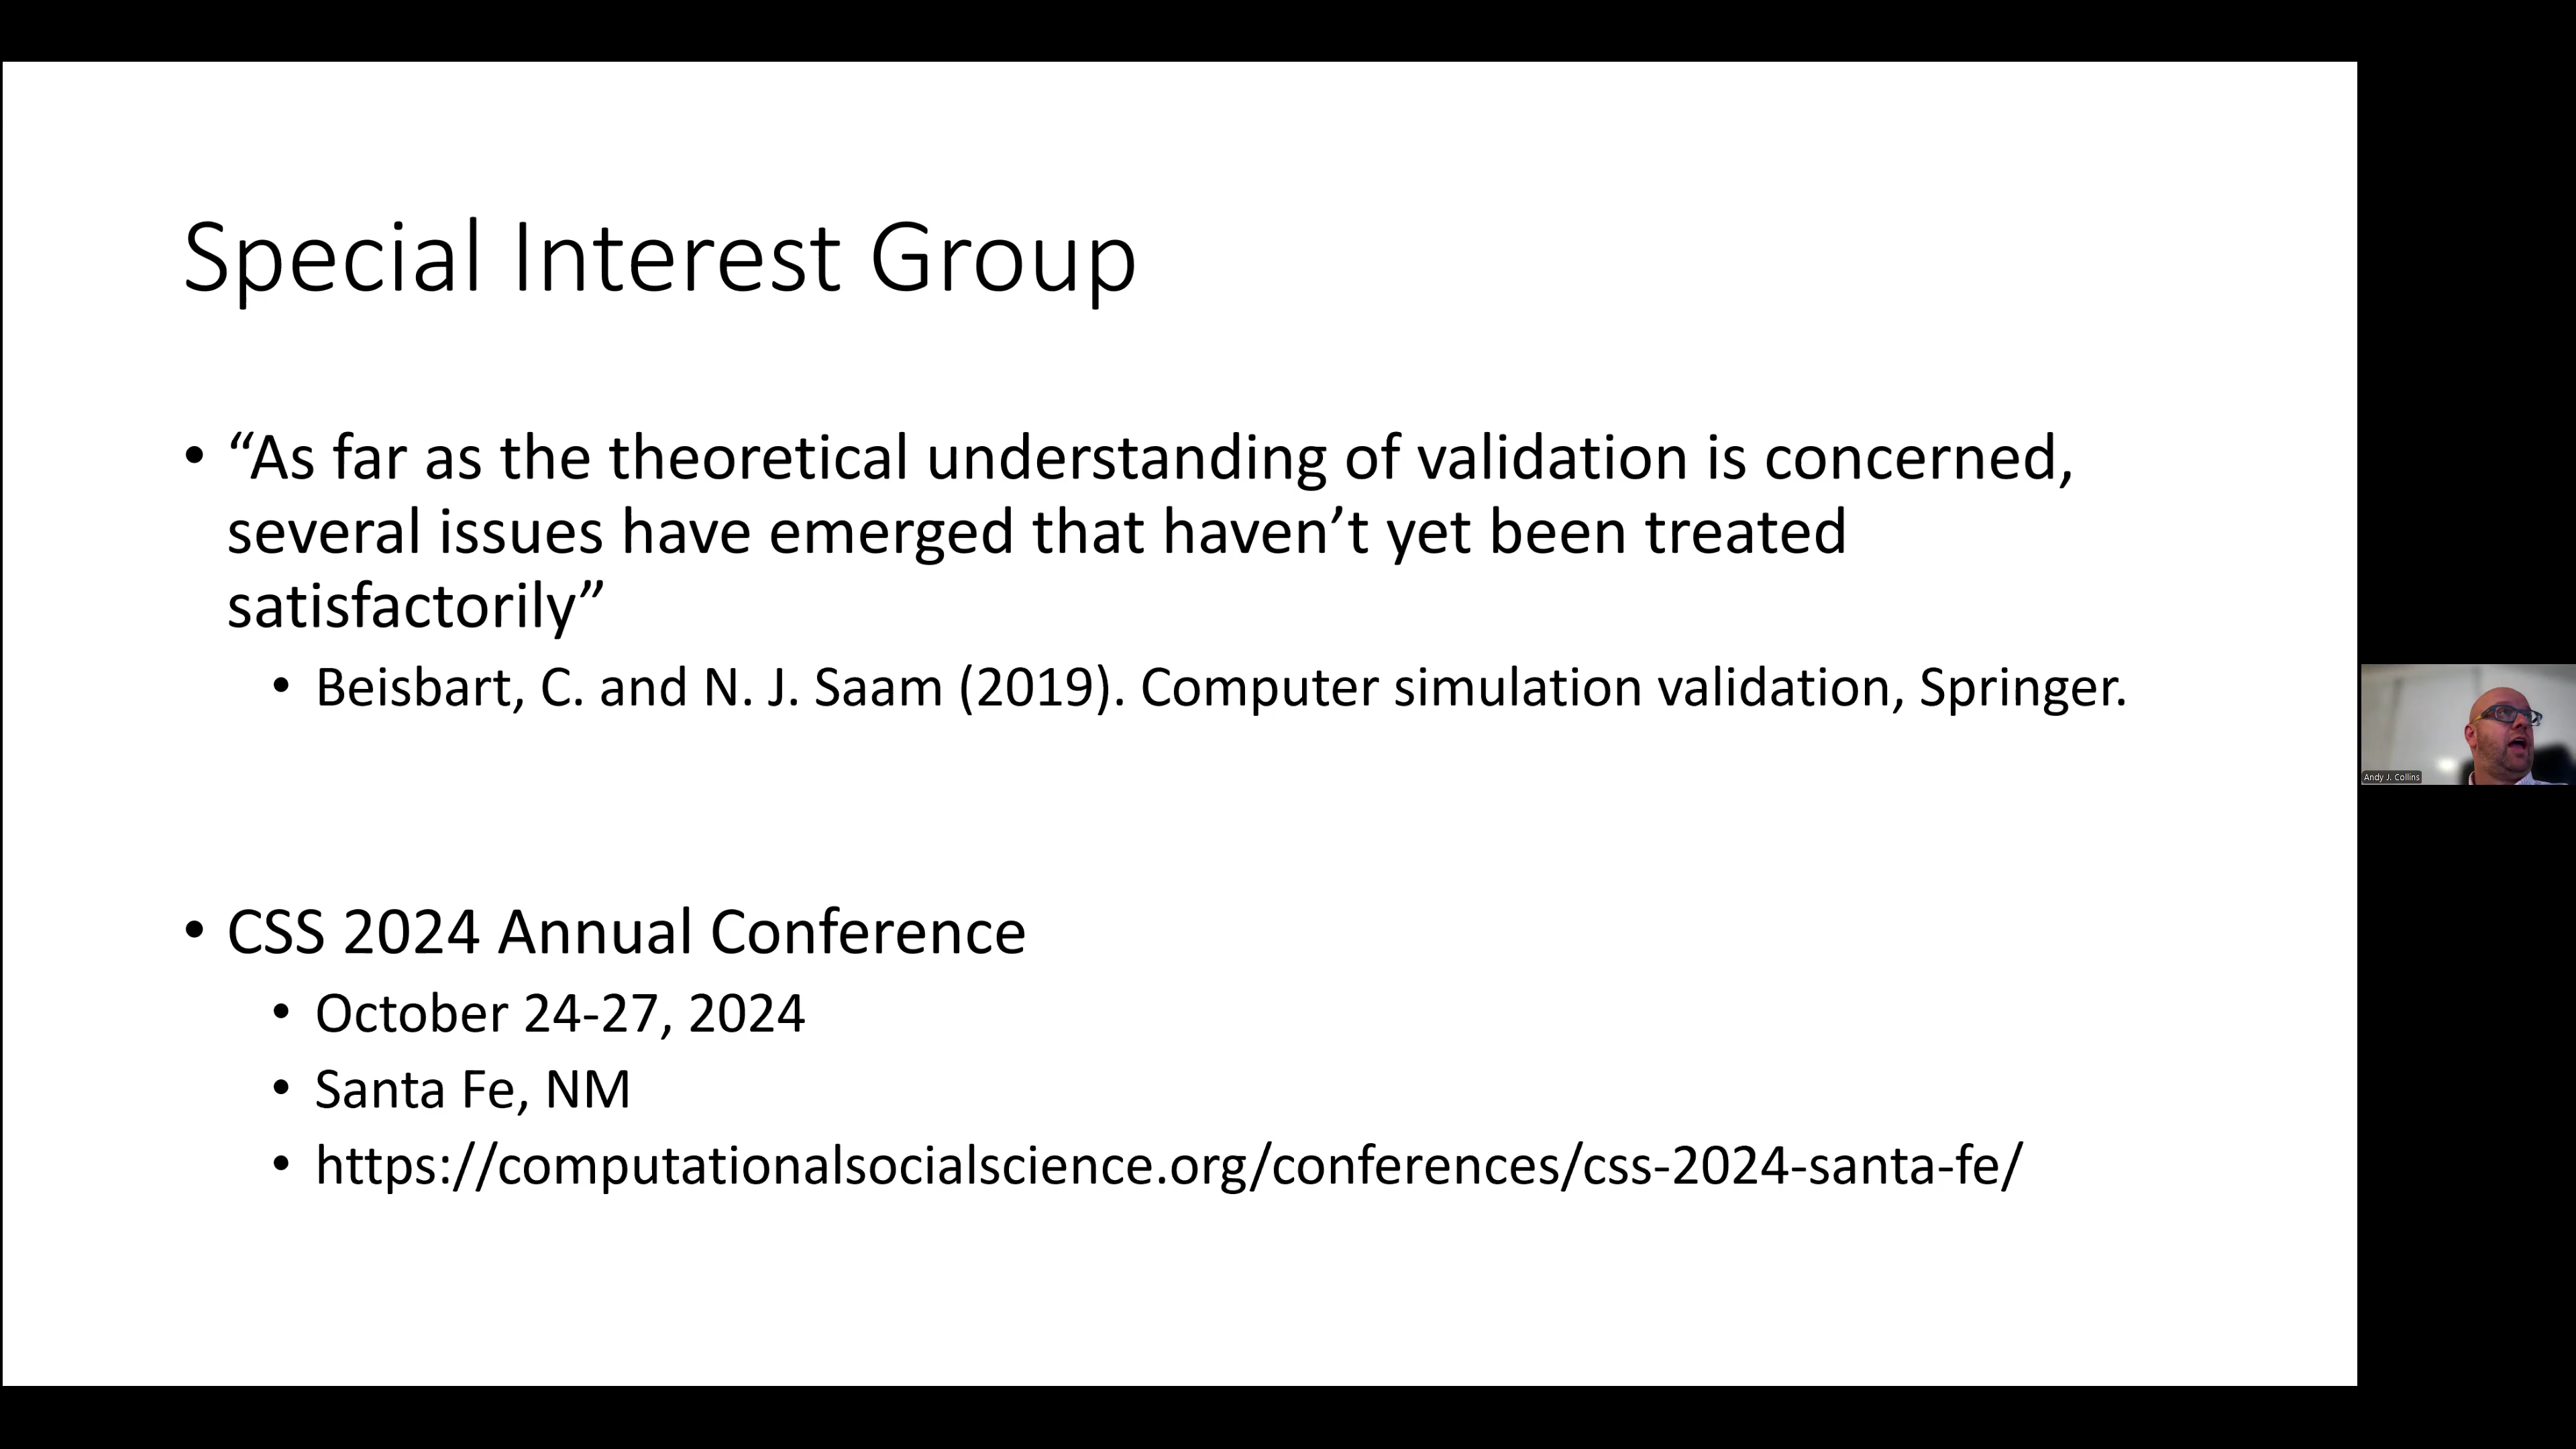 Special Interest Group
• “As far as the theoretical understanding of validation is concerned,
several issues have emerged that haven’t yet been treated
satisfactorily”
• Beisbart, C. and N. J. Saam (2019). Computer simulation validation, Springer.
• CSS 2024 Annual Conference
• October 24-27, 2024
• Santa Fe, NM
• https://computationalsocialscience.org/conferences/css-2024-santa-fe/
Andy J. Collins